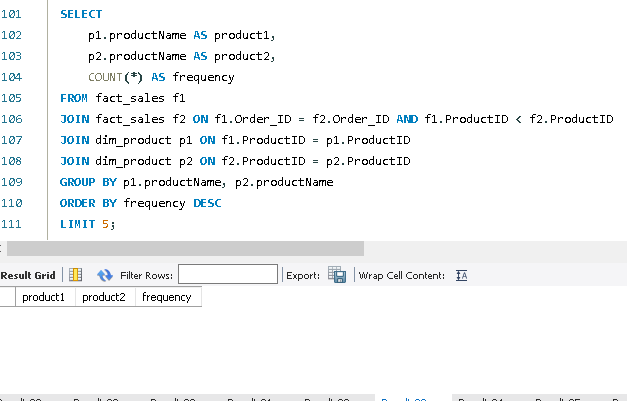 101 SELECT
102 p1.productName AS product1,
103 p2.productName AS product2,
104 COUNT(*) AS frequency
105 FROM fact_sales f1
106 JOIN fact_sales f2 ON f1.Order_ID = f2.Order_ID AND f1.ProductID < f2.ProductID
107 JOIN dim_product p1 ON f1.ProductID = p1.ProductID
108 JOIN dim_product p2 ON f2.ProductID = p2.ProductID
109 GROUP BY p1.productName, p2.productName
110 ORDER BY frequency DESC
111 LIMIT 5;
Result Grid Filter Rows: Export: Wrap Cell Content:
product1 product2 frequency